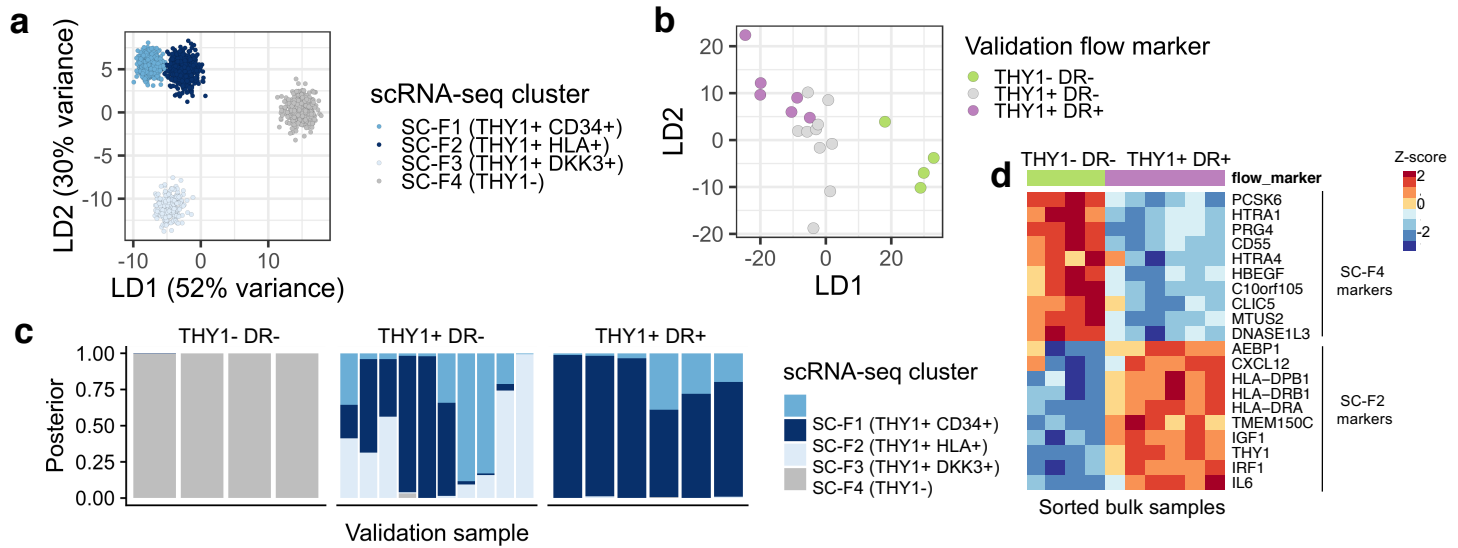 a
LD2 (30% variance)
5
0
-5
-10
-10
0
10
LD1 (52% variance)
scRNA-seq cluster
SC-F1 (THY1+ CD34+)
SC-F2 (THY1+ HLA+)
SC-F3 (THY1+ DKK3+)
SC-F4 (THY1-)
b
LD2
20
10
0
-10
-20
-20
0
20
LD1
Validation flow marker
THY1- DR-
THY1+ DR-
THY1+ DR+
c
THY1- DR-
THY1+ DR-
THY1+ DR+
Posterior
1.00
0.75
0.50
0.25
0.00
Validation sample
scRNA-seq cluster
SC-F1 (THY1+ CD34+)
SC-F2 (THY1+ HLA+)
SC-F3 (THY1+ DKK3+)
SC-F4 (THY1-)
d
THY1- DR-
THY1+ DR+
flow_marker
PCSK6
HTRA1
PRG4
CD55
HTRA4
HBEGF
C10orf105
CLIC5
MTUS2
DNASE1L3
AEBP1
CXCL12
HLA−DPB1
HLA−DRB1
HLA−DRA
TMEM150C
IGF1
THY1
IRF1
IL6
SC-F4
markers
SC-F2
markers
Sorted bulk samples
Z-score
2
0
-2